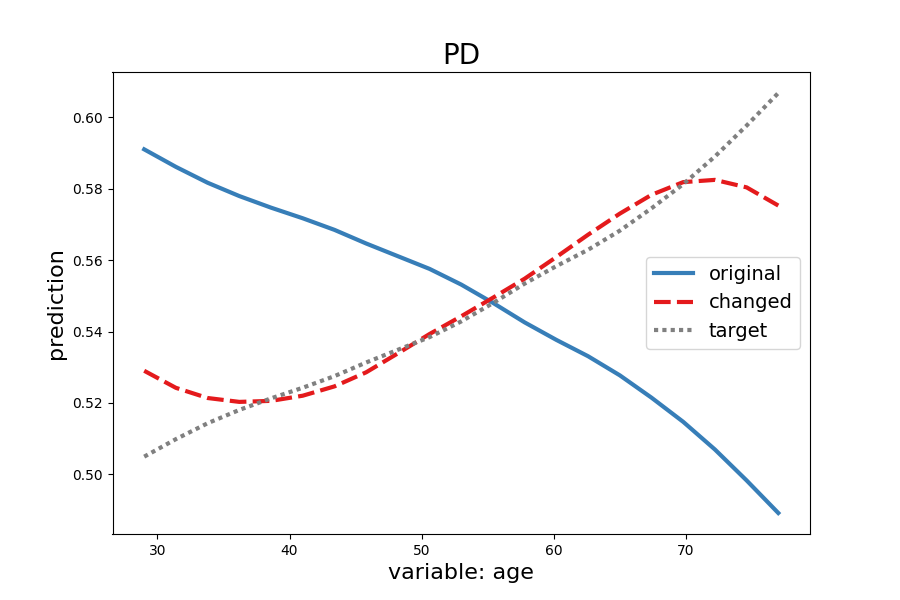 PD
0.60
0.58
0.56
0.54
0.52
0.50
prediction
original
changed
target
30 40 50 60 70
variable: age